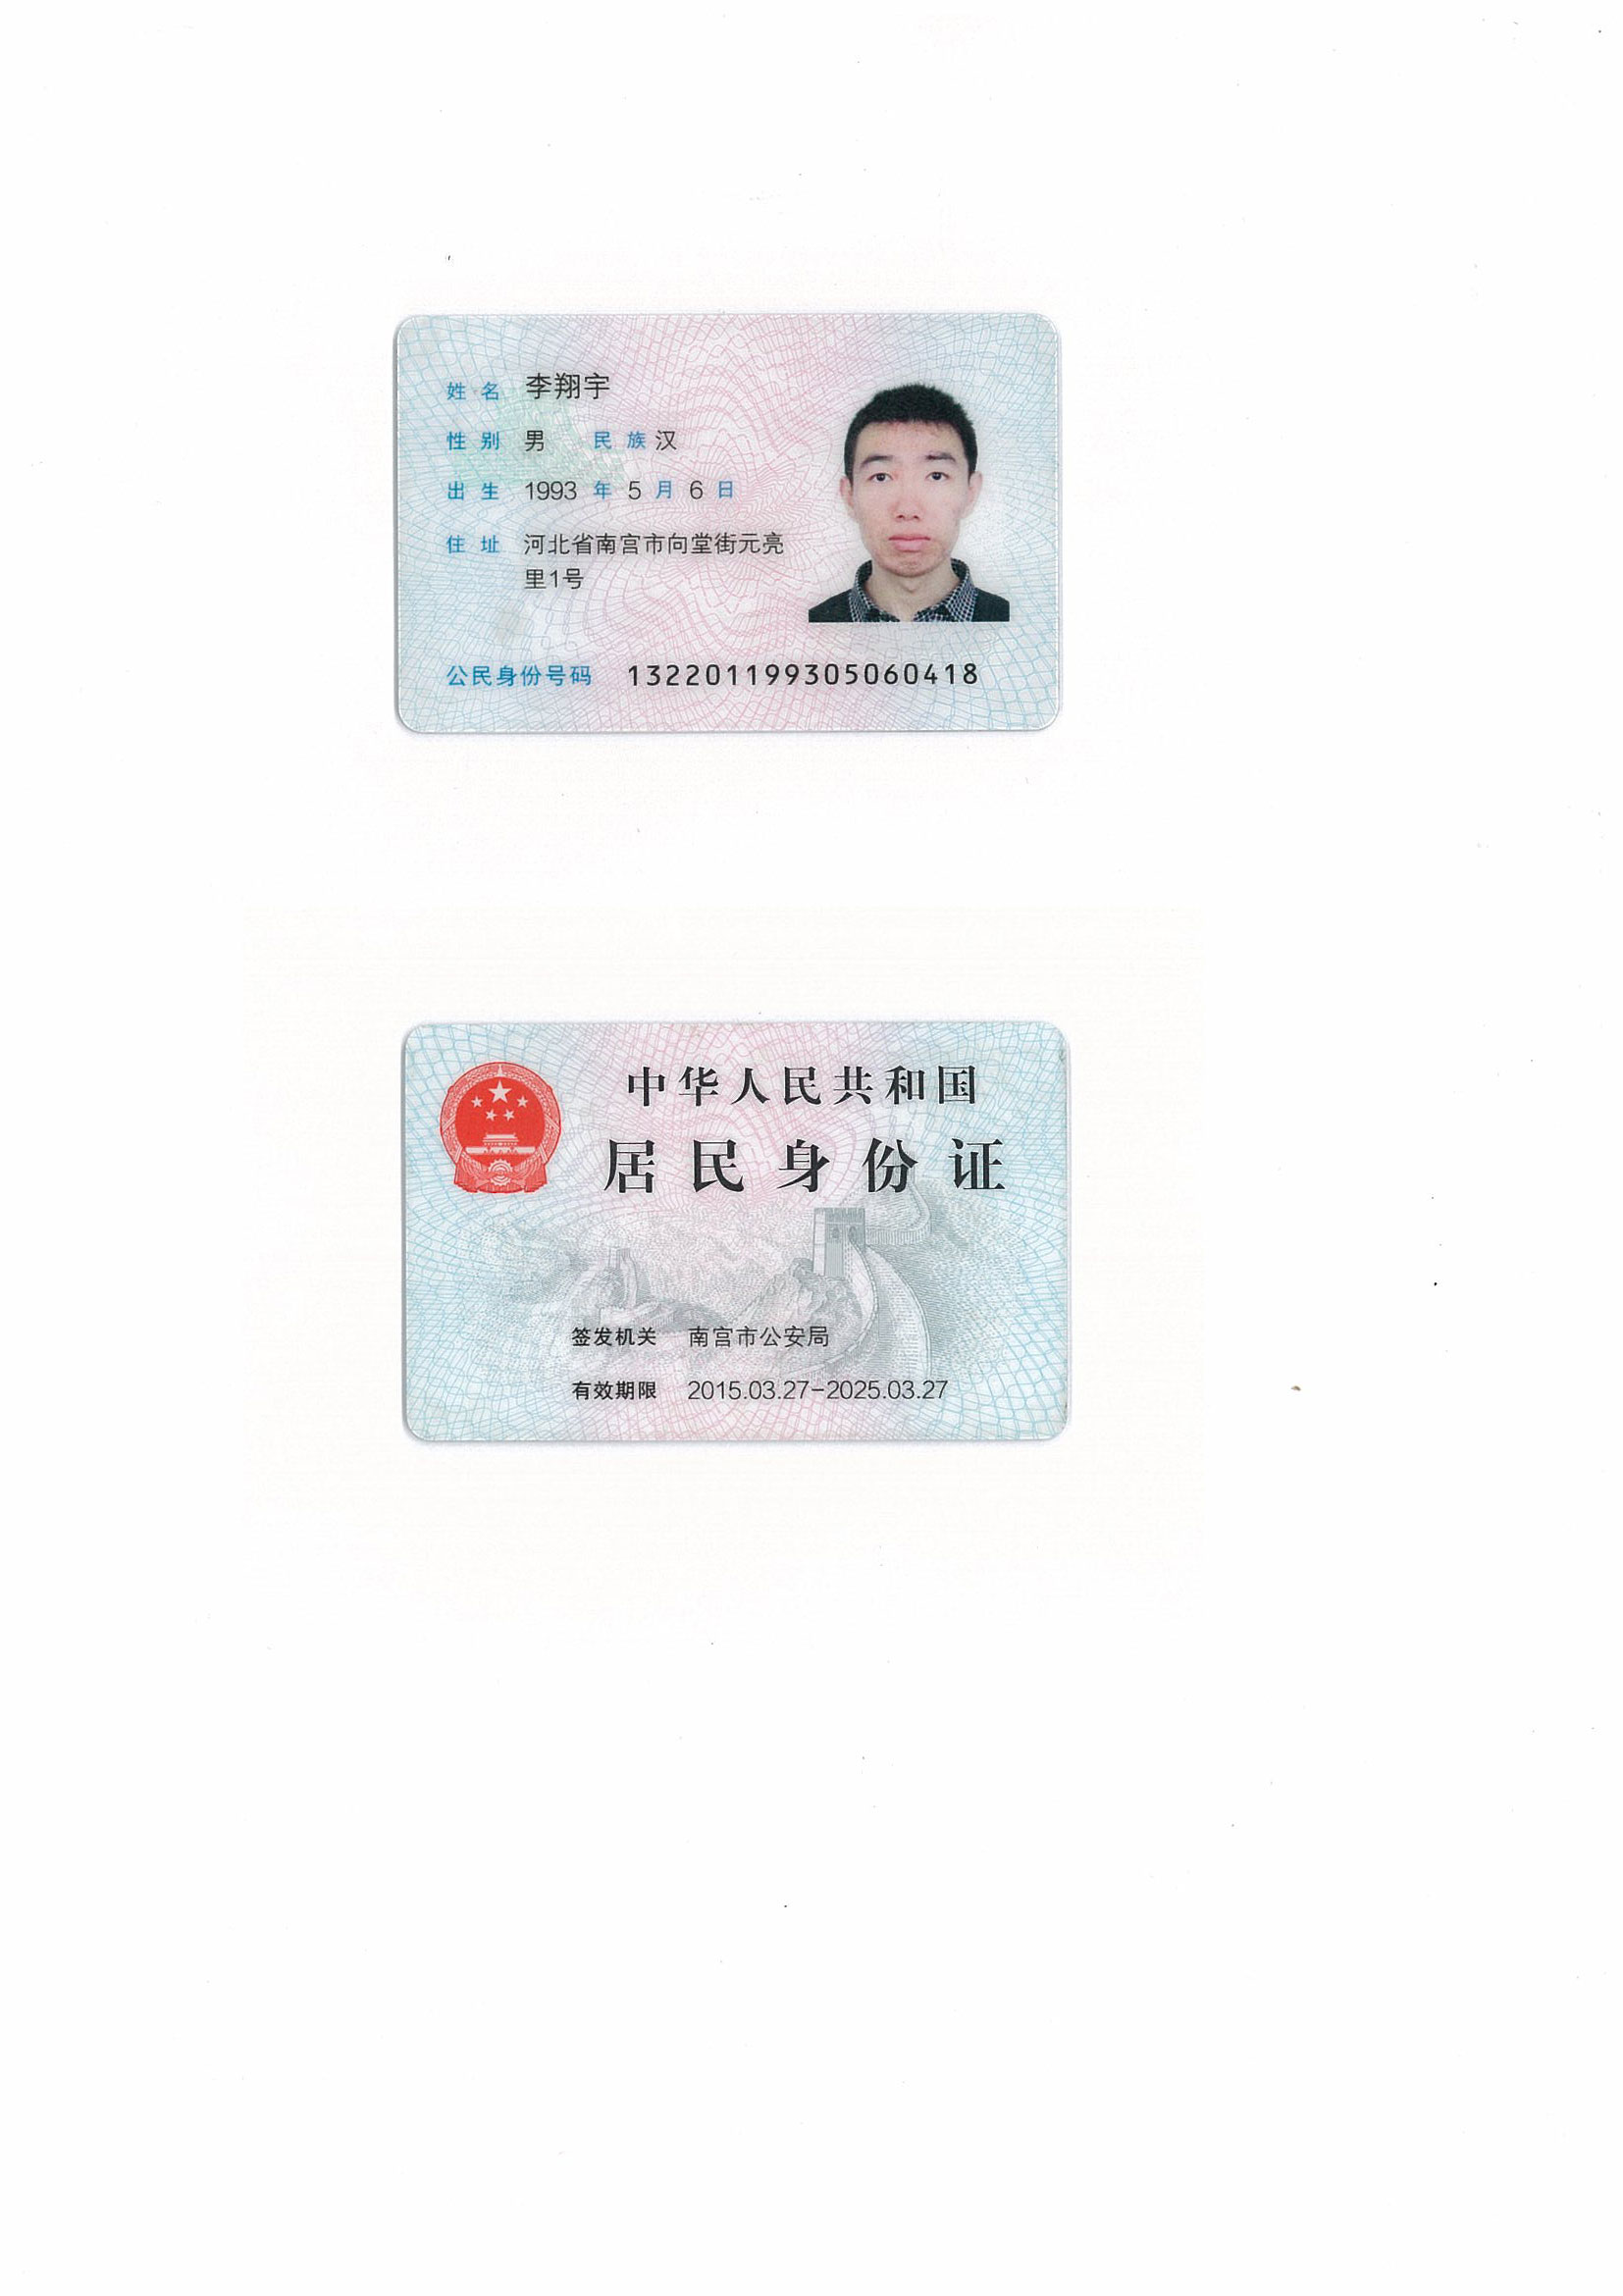 姓名 李翔宇
性别 男 民族 汉
出生 1993 年 5 月 6 日
住址 河北省南宫市向堂街元亮
里1号
公民身份号码 132201199305060418
中华人民共和国
居民身份证
签发机关 南宫市公安局
有效期限 2015.03.27-2025.03.27